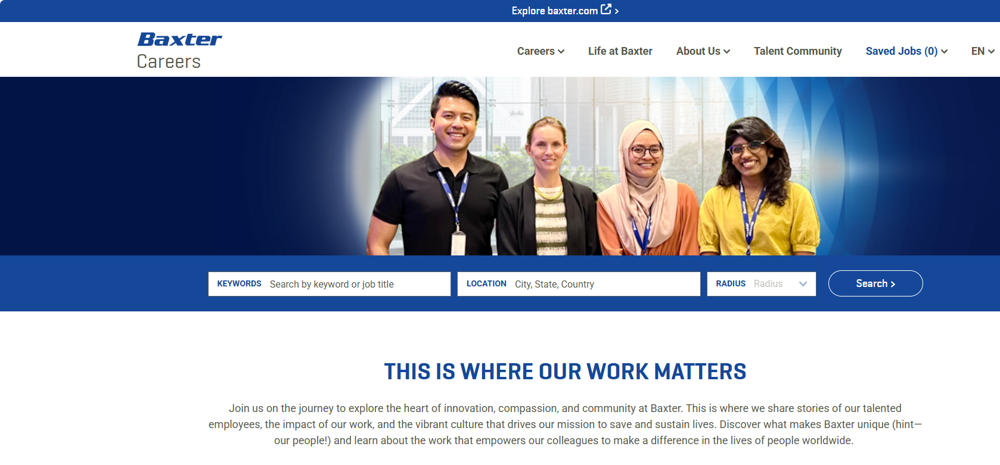 Explore baxter.com
Baxter
Careers
Careers
Life at Baxter
About Us
Talent Community
Saved Jobs (0)
EN
KEYWORDS Search by keyword or job title
LOCATION City, State, Country
RADIUS Radius
Search
THIS IS WHERE OUR WORK MATTERS
Join us on the journey to explore the heart of innovation, compassion, and community at Baxter. This is where we share stories of our talented
employees, the impact of our work, and the vibrant culture that drives our mission to save and sustain lives. Discover what makes Baxter unique (hint—
our people!) and learn about the work that empowers our colleagues to make a difference in the lives of people worldwide.